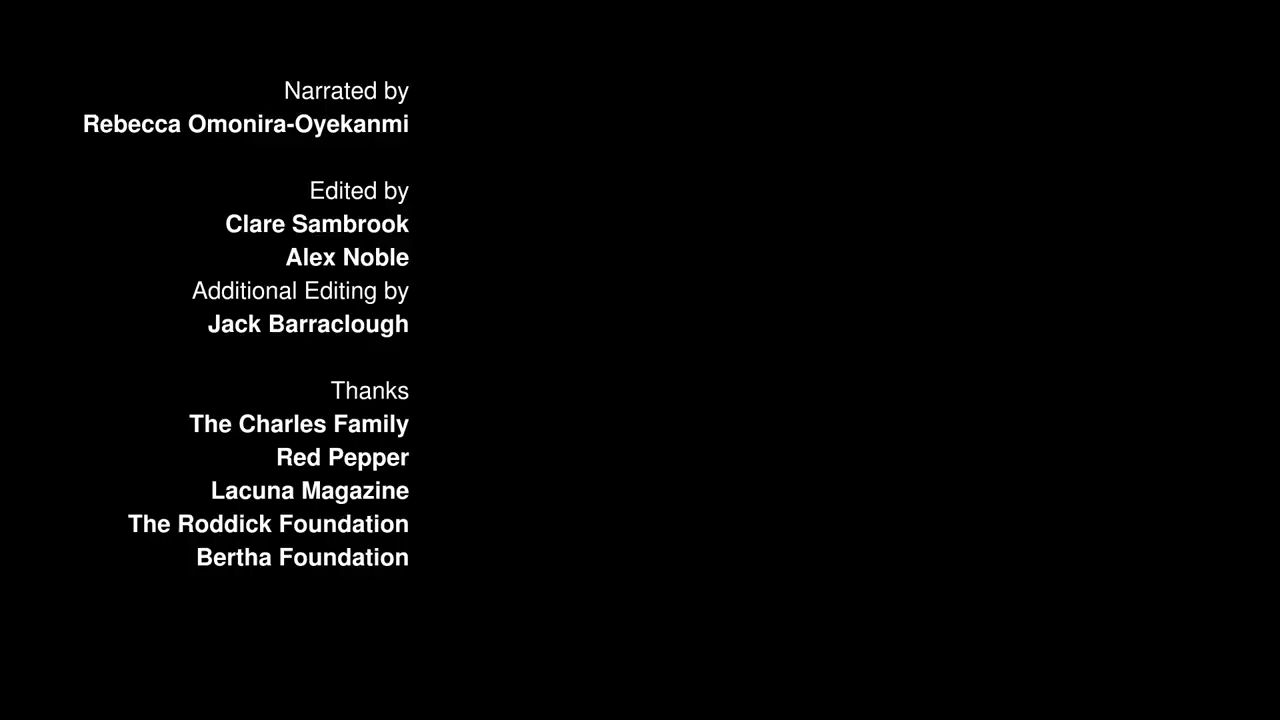 Narrated by
Rebecca Omonira-Oyekanmi
Edited by
Clare Sambrook
Alex Noble
Additional Editing by
Jack Barraclough
Thanks
The Charles Family
Red Pepper
Lacuna Magazine
The Roddick Foundation
Bertha Foundation